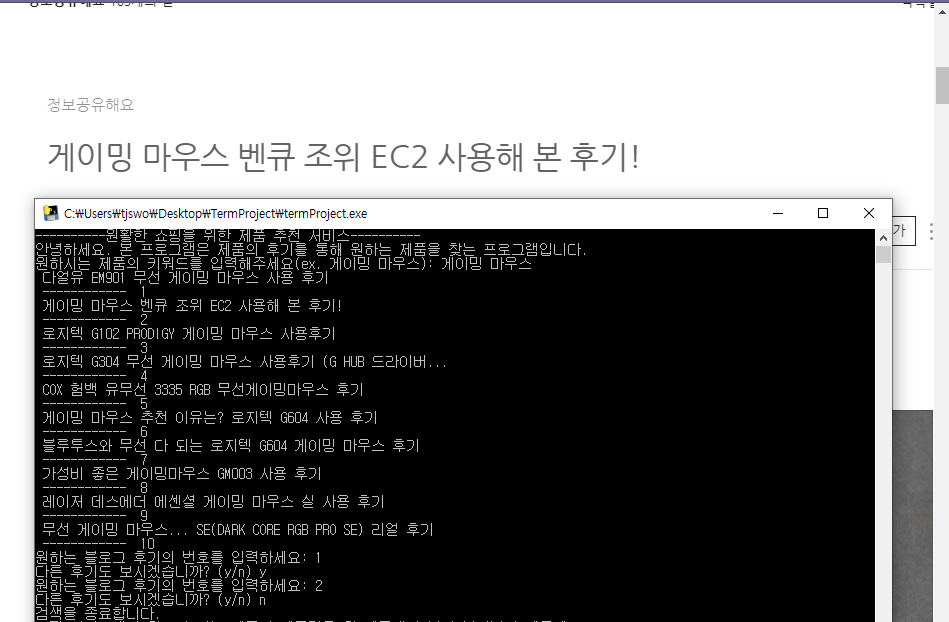 정보공유해요
게이밍 마우스 벤큐 조위 EC2 사용해 본 후기!
C:₩Users₩tjswo₩Desktop₩TermProject₩termProject.exe
가
----------원활한 쇼핑을 위한 제품 추천 서비스----------
안녕하세요. 본 프로그램은 제품의 후기를 통해 원하는 제품을 찾는 프로그램입니다.
원하시는 제품의 키워드를 입력해주세요(ex. 게이밍 마우스): 게이밍 마우스
다얼유 EM901 무선 게이밍 마우스 사용 후기
------------ 1
게이밍 마우스 벤큐 조위 EC2 사용해 본 후기!
------------ 2
로지텍 G102 PRODIGY 게이밍 마우스 사용후기
------------ 3
로지텍 G304 무선 게이밍 마우스 사용후기 (G HUB 드라이버...
------------ 4
COX 험백 유무선 3335 RGB 무선게이밍마우스 후기
------------ 5
게이밍 마우스 추천 이유는? 로지텍 G604 사용 후기
------------ 6
블루투스와 무선 다 되는 로지텍 G604 게이밍 마우스 후기
------------ 7
가성비 좋은 게이밍마우스 GM003 사용 후기
------------ 8
레이저 데스에더 에센셜 게이밍 마우스 실 사용 후기
------------ 9
무선 게이밍 마우스... SE(DARK CORE RGB PRO SE) 리얼 후기
------------ 10
원하는 블로그 후기의 번호를 입력하세요: 1
다른 후기도 보시겠습니까? (y/n) y
원하는 블로그 후기의 번호를 입력하세요: 2
다른 후기도 보시겠습니까? (y/n) n
검색을 종료합니다.